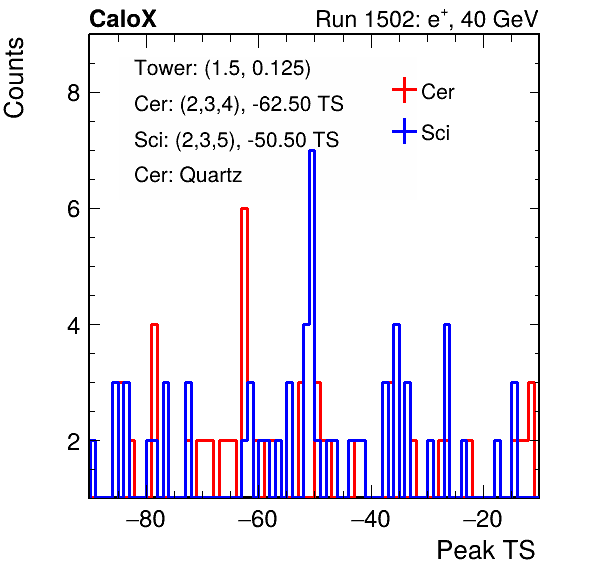 CaloX Run 1502: e⁺, 40 GeV
Counts
Tower: (1.5, 0.125)
Cer: (2,3,4), -62.50 TS
Sci: (2,3,5), -50.50 TS
Cer: Quartz
Cer
Sci
8
6
4
2
−80 −60 −40 −20
Peak TS